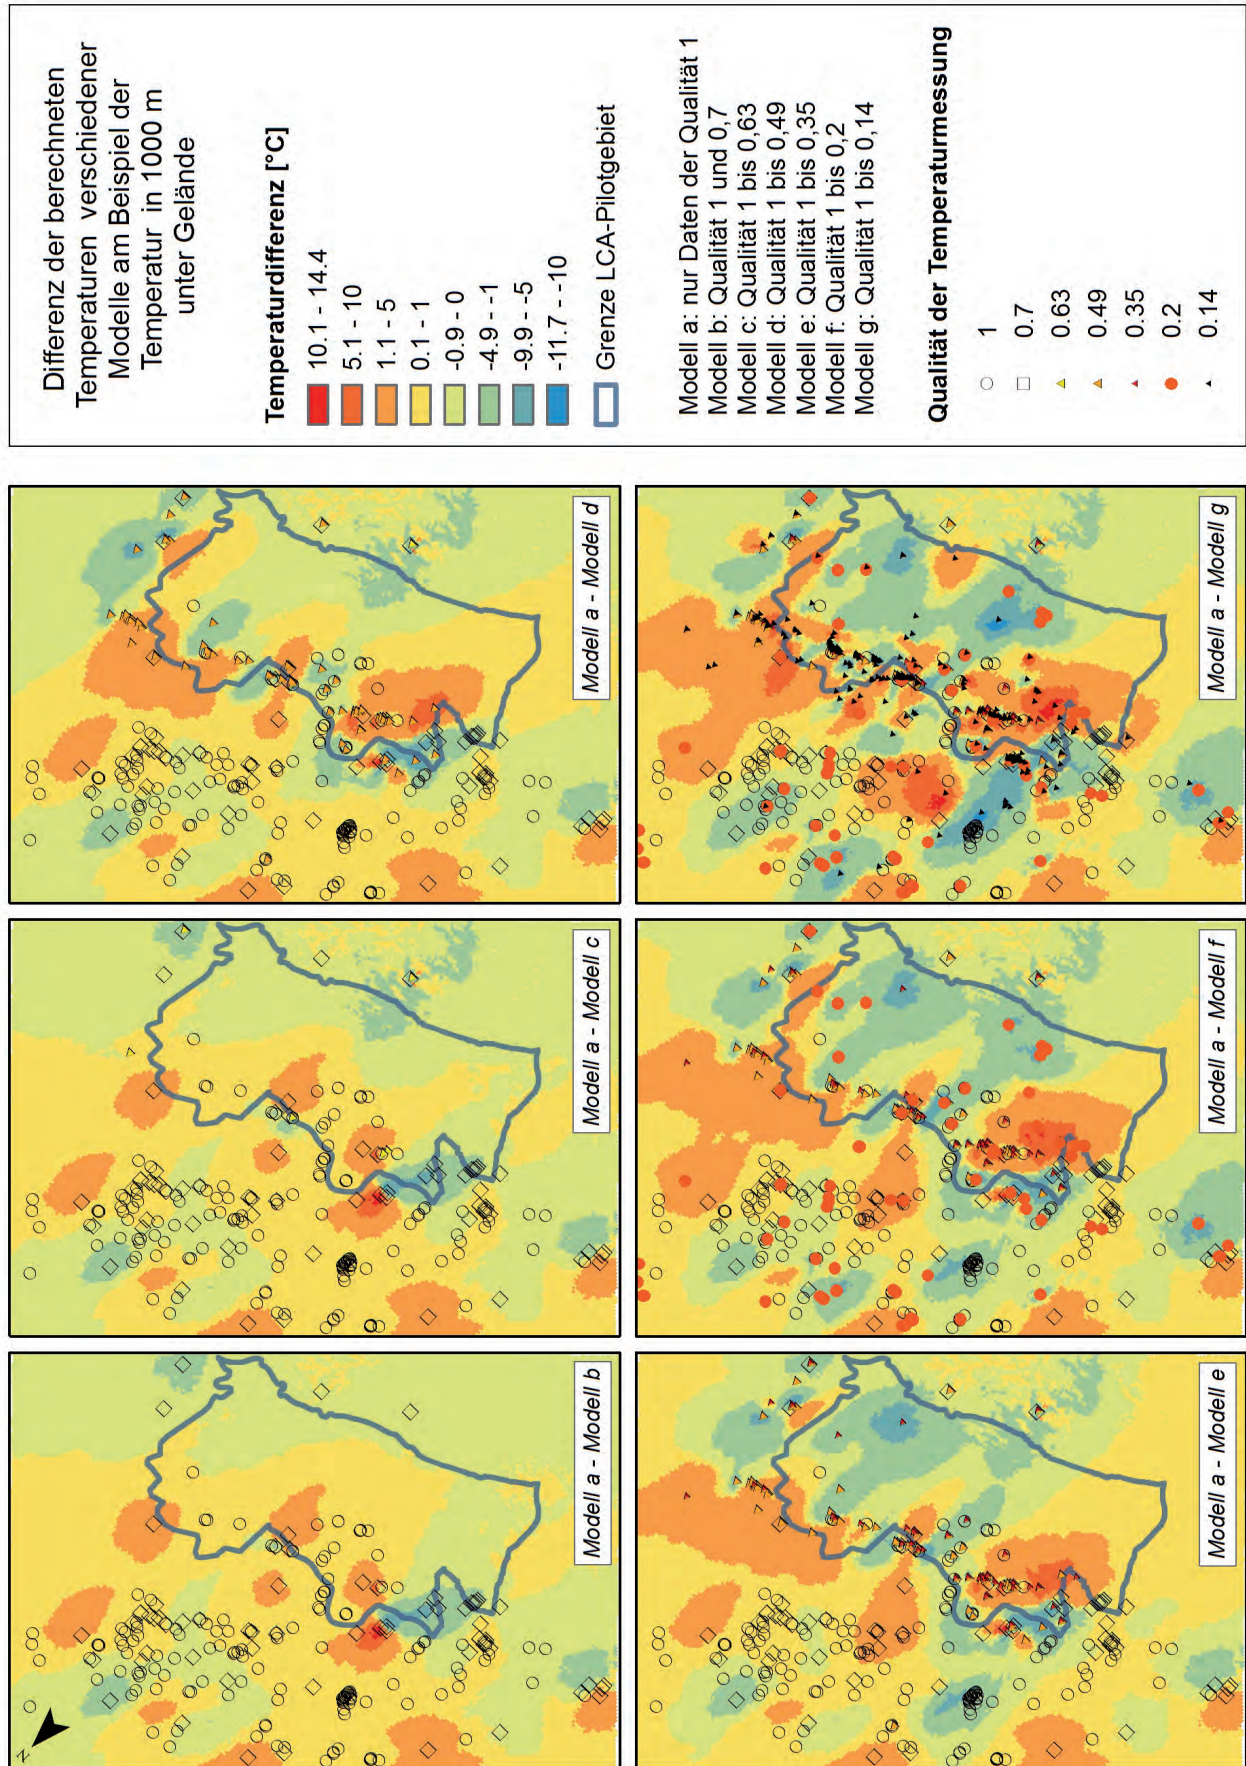 Differenz der berechneten
Temperaturen verschiedener
Modelle am Beispiel der
Temperatur in 1000 m
unter Gelände
Temperaturdifferenz [°C]
10.1 - 14.4
5.1 - 10
1.1 - 5
0.1 - 1
-0.9 - 0
-4.9 - -1
-9.9 - -5
-11.7 - -10
Grenze LCA-Pilotgebiet
Modell a: nur Daten der Qualität 1
Modell b: Qualität 1 und 0,7
Modell c: Qualität 1 bis 0,63
Modell d: Qualität 1 bis 0,49
Modell e: Qualität 1 bis 0,35
Modell f: Qualität 1 bis 0,2
Modell g: Qualität 1 bis 0,14
Qualität der Temperaturmessung
1
0.7
0.63
0.49
0.35
0.2
0.14
N
Modell a - Modell b
Modell a - Modell c
Modell a - Modell d
Modell a - Modell e
Modell a - Modell f
Modell a - Modell g